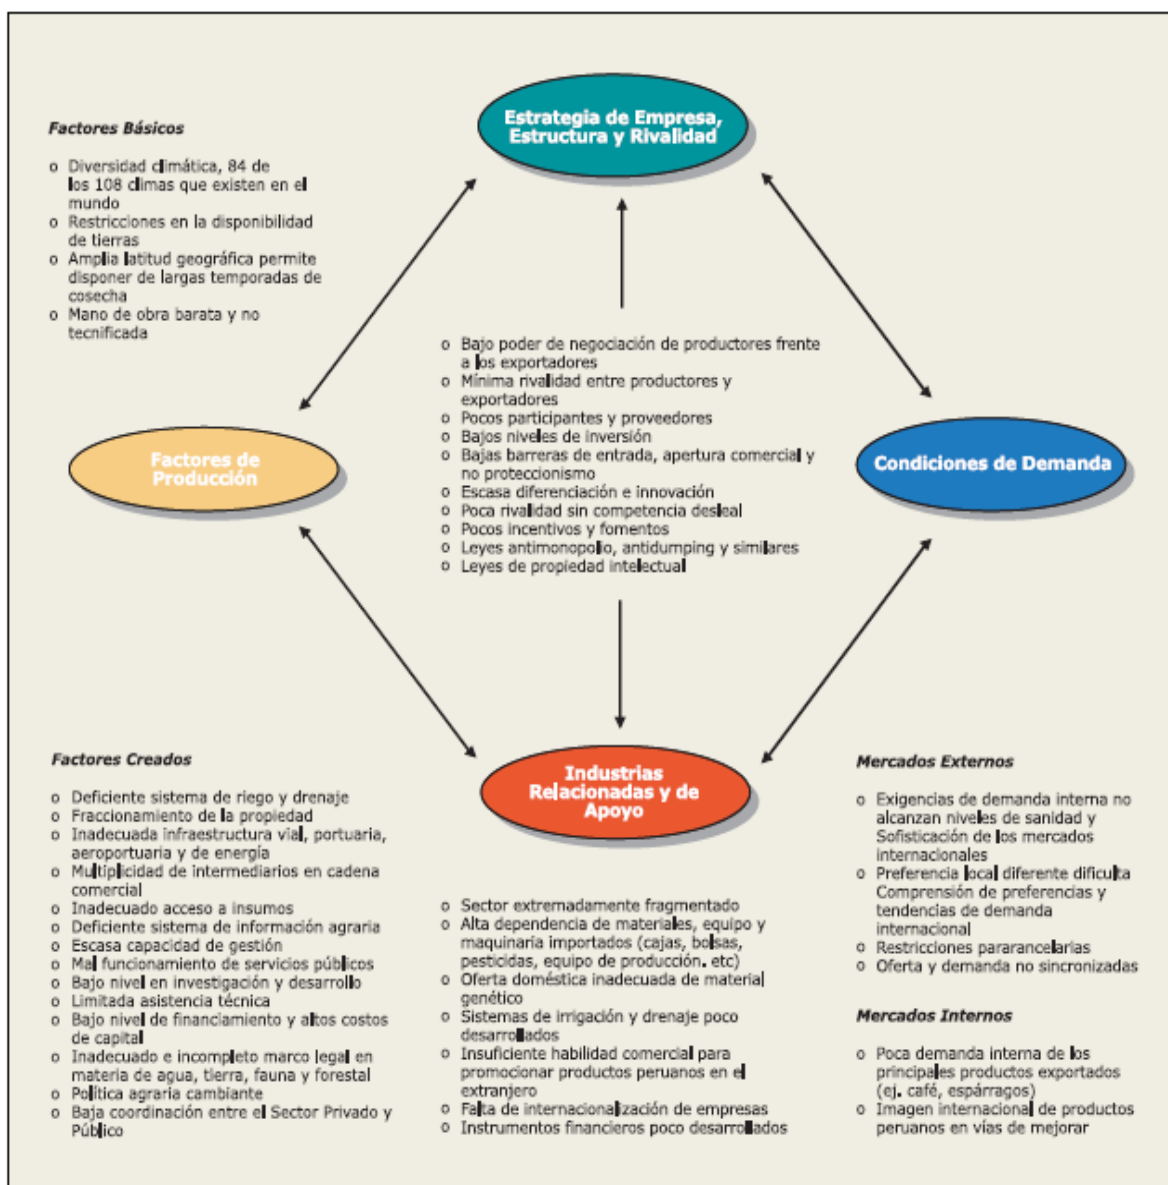 Estrategia de Empresa,
Estructura y Rivalidad
Factores Básicos
o Diversidad climática, 84 de
los 108 climas que existen en el
mundo
o Restricciones en la disponibilidad
de tierras
o Amplia latitud geográfica permite
disponer de largas temporadas de
cosecha
o Mano de obra barata y no
tecnificada
o Bajo poder de negociación de productores frente
a los exportadores
o Mínima rivalidad entre productores y
exportadores
o Pocos participantes y proveedores
o Bajos niveles de inversión
o Bajas barreras de entrada, apertura comercial y
no proteccionismo
o Escasa diferenciación e innovación
o Poca rivalidad sin competencia desleal
o Pocos incentivos y fomentos
o Leyes antimonopolio, antidumping y similares
o Leyes de propiedad intelectual
Factores de
Producción
Condiciones de Demanda
Factores Creados
o Deficiente sistema de riego y drenaje
o Fraccionamiento de la propiedad
o Inadecuada infraestructura vial, portuaria,
aeroportuaria y de energía
o Multiplicidad de intermediarios en cadena
comercial
o Inadecuado acceso a insumos
o Deficiente sistema de información agraria
o Escasa capacidad de gestión
o Mal funcionamiento de servicios públicos
o Bajo nivel en investigación y desarrollo
o Limitada asistencia técnica
o Bajo nivel de financiamiento y altos costos
de capital
o Inadecuado e incompleto marco legal en
materia de agua, tierra, fauna y forestal
o Política agraria cambiante
o Baja coordinación entre el Sector Privado y
Público
Industrias
Relacionadas y de
Apoyo
o Sector extremadamente fragmentado
o Alta dependencia de materiales, equipo y
maquinaria importados (cajas, bolsas,
pesticidas, equipo de producción. etc)
o Oferta doméstica inadecuada de material
genético
o Sistemas de irrigación y drenaje poco
desarrollados
o Insuficiente habilidad comercial para
promocionar productos peruanos en el
extranjero
o Falta de internacionalización de empresas
o Instrumentos financieros poco desarrollados
Mercados Externos
o Exigencias de demanda interna no
alcanzan niveles de sanidad y
Sofisticación de los mercados
internacionales
o Preferencia local diferente dificulta
Comprensión de preferencias y
tendencias de demanda
internacional
o Restricciones pararancelarias
o Oferta y demanda no sincronizadas
Mercados Internos
o Poca demanda interna de los
principales productos exportados
(ej. café, espárragos)
o Imagen internacional de productos
peruanos en vías de mejorar